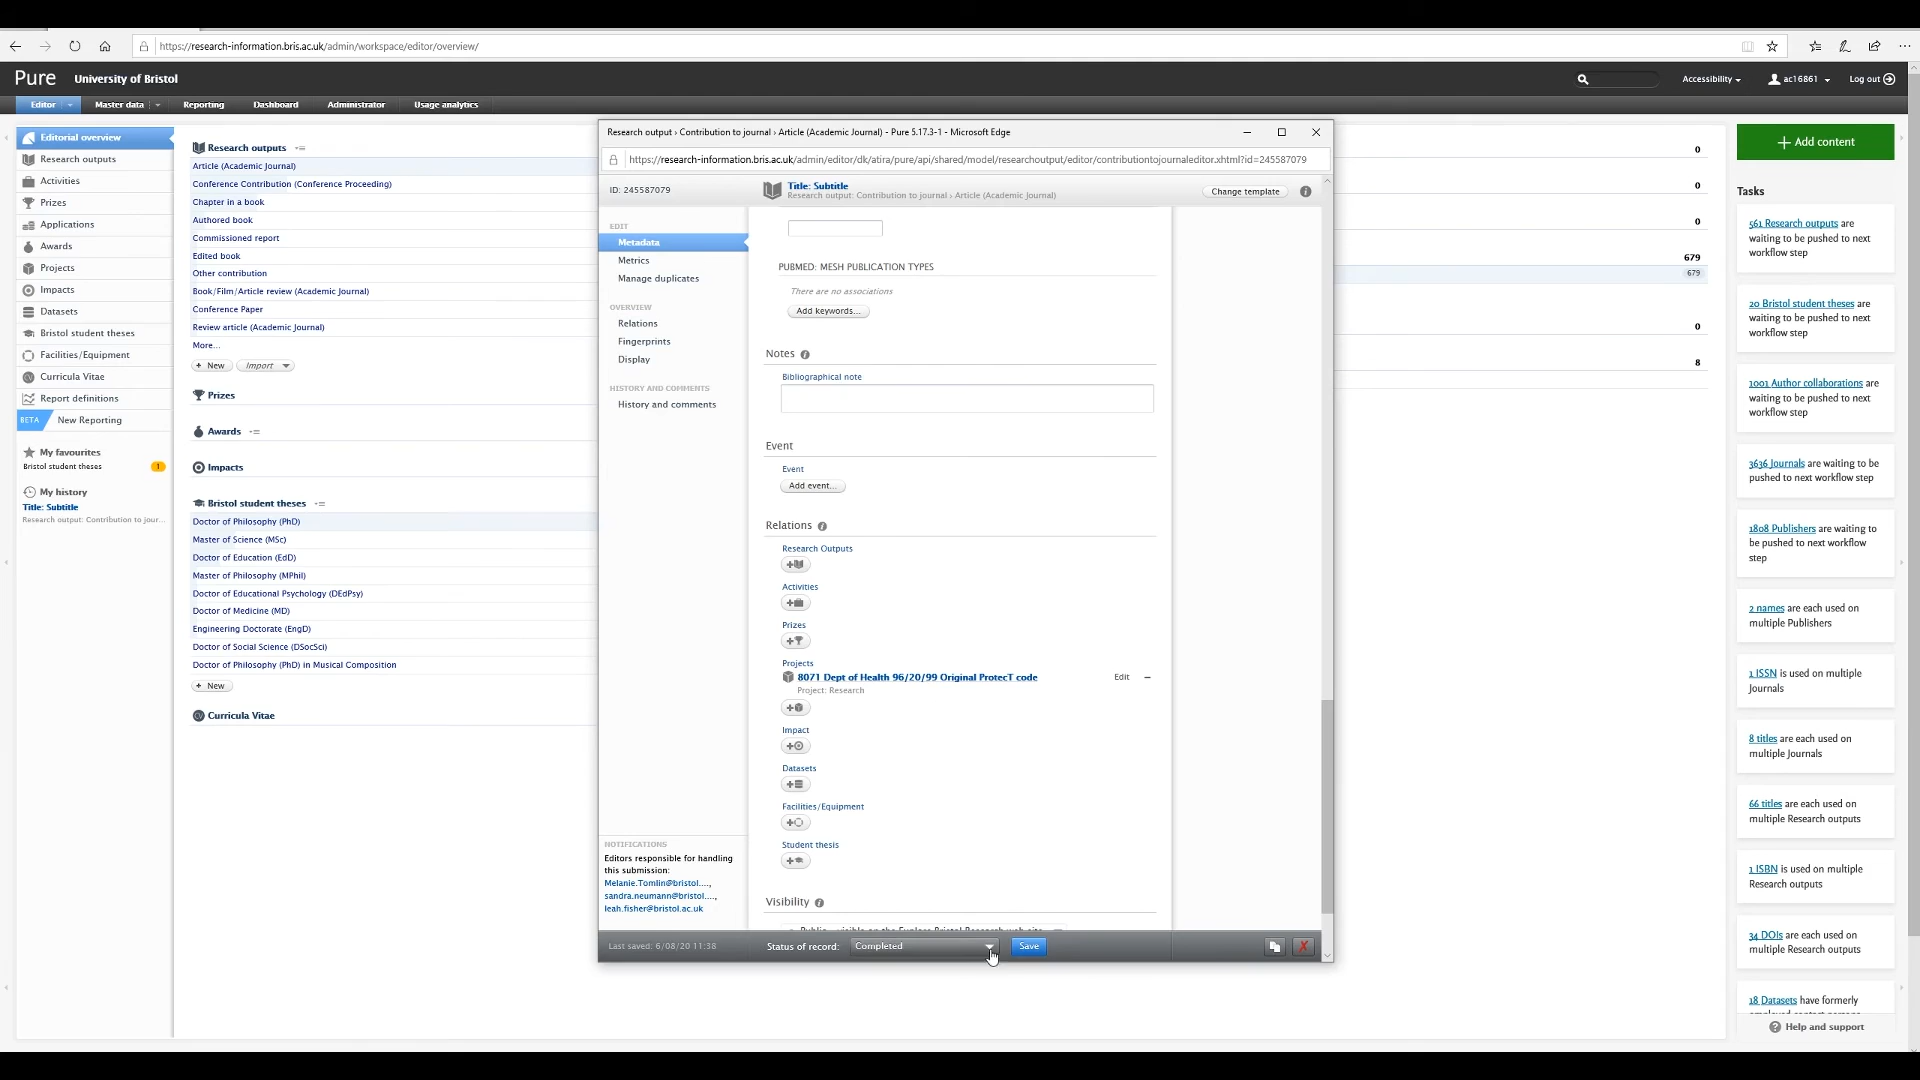 https://research-information.bris.ac.uk/admin/workspace/editor/overview/
Pure University of Bristol
Accessibility
ac16861
Log out
Editor
Master data
Reporting
Dashboard
Administrator
Usage analytics
Editorial overview
Research outputs
Activities
Prizes
Applications
Awards
Projects
Impacts
Datasets
Bristol student theses
Facilities/Equipment
Curricula Vitae
Report definitions
BETA New Reporting
My favourites
Bristol student theses 1
My history
Title: Subtitle
Research output: Contribution to jour...
Research outputs
Article (Academic Journal)
Conference Contribution (Conference Proceeding)
Chapter in a book
Authored book
Commissioned report
Edited book
Other contribution
Book/Film/Article review (Academic Journal)
Conference Paper
Review article (Academic Journal)
More...
+ New
Import
Prizes
Awards
Impacts
Bristol student theses
Doctor of Philosophy (PhD)
Master of Science (MSc)
Doctor of Education (EdD)
Master of Philosophy (MPhil)
Doctor of Educational Psychology (DEdPsy)
Doctor of Medicine (MD)
Engineering Doctorate (EngD)
Doctor of Social Science (DSocSci)
Doctor of Philosophy (PhD) in Musical Composition
+ New
Curricula Vitae
Research output › Contribution to journal › Article (Academic Journal) - Pure 5.17.3-1 - Microsoft Edge
https://research-information.bris.ac.uk/admin/editor/dk/atira/pure/api/shared/model/researchoutput/editor/contributiontojournaleditor.xhtml?id=245587079
ID: 245587079
Title: Subtitle
Research output: Contribution to journal › Article (Academic Journal)
Change template
EDIT
Metadata
Metrics
Manage duplicates
OVERVIEW
Relations
Fingerprints
Display
HISTORY AND COMMENTS
History and comments
NOTIFICATIONS
Editors responsible for handling
this submission:
Melanie.Tomlin@bristol....,
sandra.neumann@bristol....,
leah.fisher@bristol.ac.uk
PUBMED: MESH PUBLICATION TYPES
There are no associations
Add keywords...
Notes
Bibliographical note
Event
Event
Add event...
Relations
Research Outputs
Activities
Prizes
Projects
8071 Dept of Health 96/20/99 Original ProtecT code
Edit
Project: Research
Impact
Datasets
Facilities/Equipment
Student thesis
Visibility
Last saved: 6/08/20 11:38
Status of record:
Completed
Save
0
0
0
679
679
0
0
8
+ Add content
Tasks
561 Research outputs are
waiting to be pushed to next
workflow step
20 Bristol student theses are
waiting to be pushed to next
workflow step
1001 Author collaborations are
waiting to be pushed to next
workflow step
3636 Journals are waiting to be
pushed to next workflow step
1808 Publishers are waiting to
be pushed to next workflow
step
2 names are each used on
multiple Publishers
1 ISSN is used on multiple
Journals
8 titles are each used on
multiple Journals
66 titles are each used on
multiple Research outputs
1 ISBN is used on multiple
Research outputs
34 DOIs are each used on
multiple Research outputs
18 Datasets have formerly
Help and support